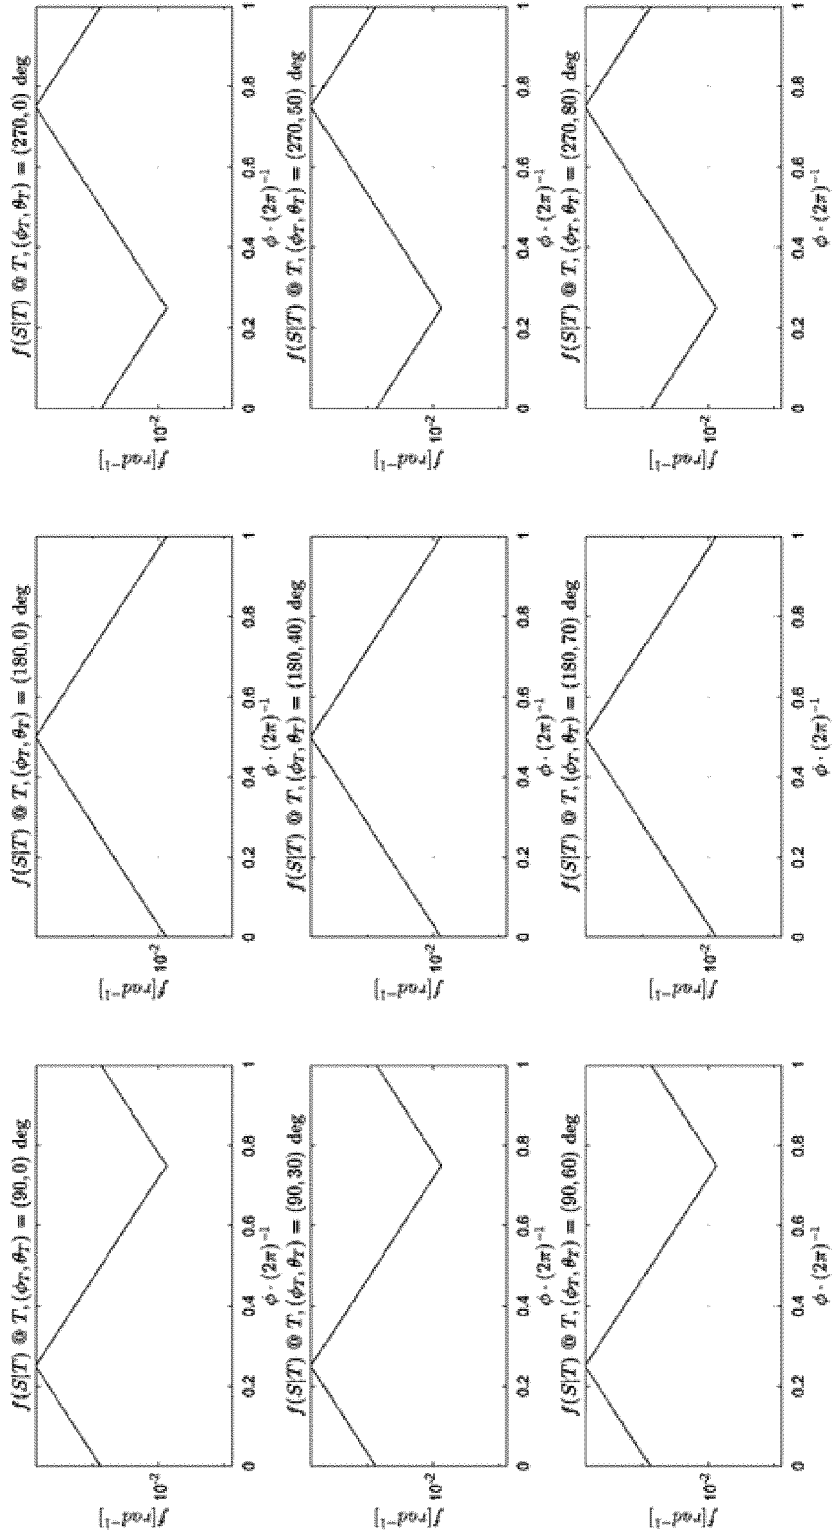 f(S|T) @ T, (ϕ_T, θ_T) = (90, 0) deg
f[rad⁻¹]
10⁻²
0 0.2 0.4 0.6 0.8 1
ϕ · (2π)⁻¹
f(S|T) @ T, (ϕ_T, θ_T) = (180, 0) deg
f[rad⁻¹]
10⁻²
0 0.2 0.4 0.6 0.8 1
ϕ · (2π)⁻¹
f(S|T) @ T, (ϕ_T, θ_T) = (270, 0) deg
f[rad⁻¹]
10⁻²
0 0.2 0.4 0.6 0.8 1
ϕ · (2π)⁻¹
f(S|T) @ T, (ϕ_T, θ_T) = (90, 30) deg
f[rad⁻¹]
10⁻²
0 0.2 0.4 0.6 0.8 1
ϕ · (2π)⁻¹
f(S|T) @ T, (ϕ_T, θ_T) = (180, 40) deg
f[rad⁻¹]
10⁻²
0 0.2 0.4 0.6 0.8 1
ϕ · (2π)⁻¹
f(S|T) @ T, (ϕ_T, θ_T) = (270, 50) deg
f[rad⁻¹]
10⁻²
0 0.2 0.4 0.6 0.8 1
ϕ · (2π)⁻¹
f(S|T) @ T, (ϕ_T, θ_T) = (90, 60) deg
f[rad⁻¹]
10⁻²
0 0.2 0.4 0.6 0.8 1
ϕ · (2π)⁻¹
f(S|T) @ T, (ϕ_T, θ_T) = (180, 70) deg
f[rad⁻¹]
10⁻²
0 0.2 0.4 0.6 0.8 1
ϕ · (2π)⁻¹
f(S|T) @ T, (ϕ_T, θ_T) = (270, 80) deg
f[rad⁻¹]
10⁻²
0 0.2 0.4 0.6 0.8 1
ϕ · (2π)⁻¹